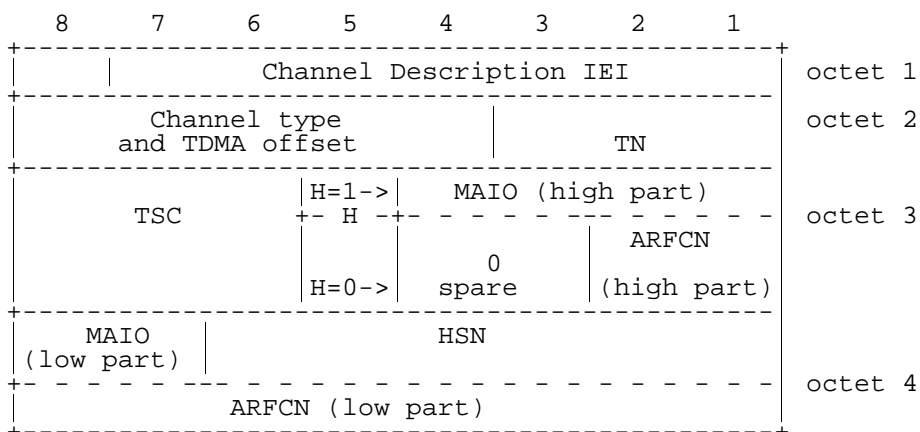 8 7 6 5 4 3 2 1
Channel Description IEI octet 1
Channel type octet 2
and TDMA offset TN
H=1-> MAIO (high part)
TSC +- H -+- - - - - --- - - - - - octet 3
ARFCN
0
H=0-> spare (high part)
MAIO HSN
(low part)
+- - - - - --- - - - - - - - - - - - - - - - - - octet 4
ARFCN (low part)